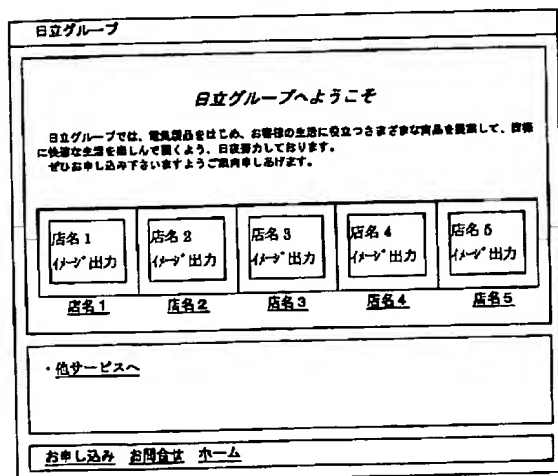 日立グループ
日立グループへようこそ
日立グループでは、電気製品をはじめ、お客様の生活に役立つさまざまな商品を提案して、皆様
に快適な生活を楽しんで頂くよう、日夜努力しております。
ぜひお申し込み下さいますようご案内申しあげます。
店名1 店名2 店名3 店名4 店名5
イメージ出力 イメージ出力 イメージ出力 イメージ出力 イメージ出力
店名1 店名2 店名3 店名4 店名5
・他サービスへ
お申し込み お問合せ ホーム